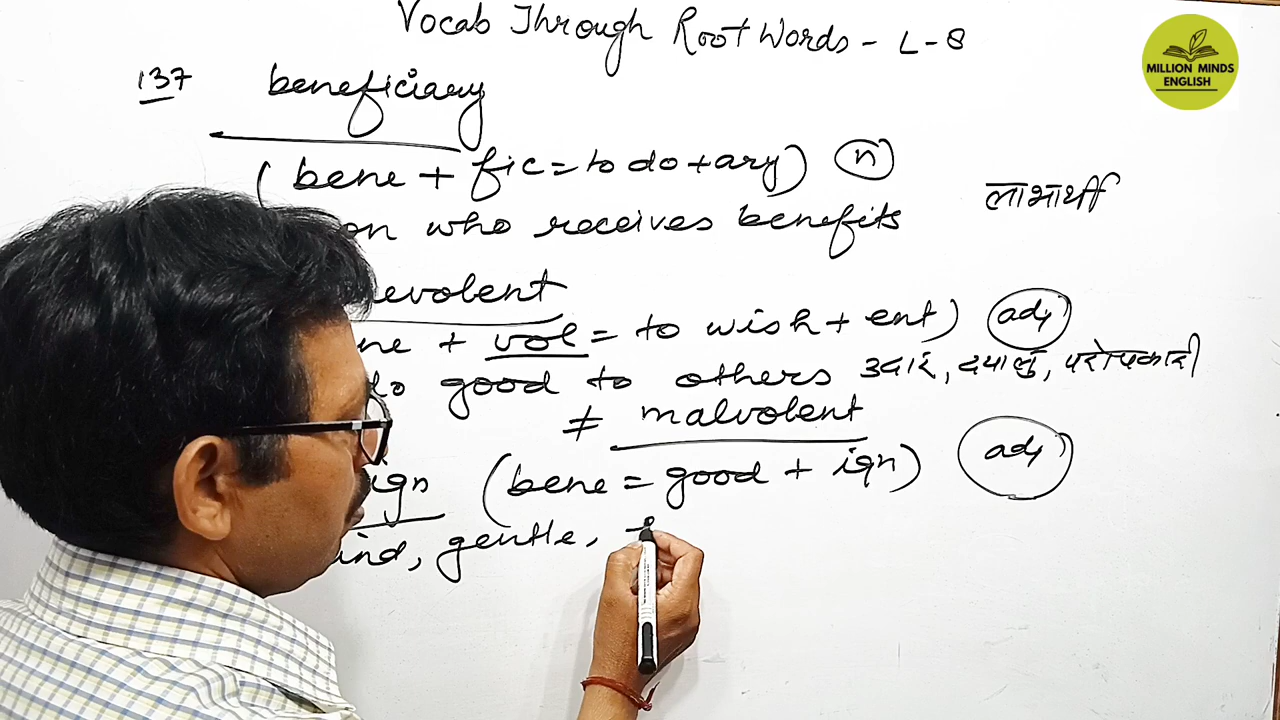 Vocab Through Root Words - L-8
MILLION MINDS
ENGLISH
137 beneficiary
(bene + fic = to do + ary) n
on who receives benefits लाभार्थी
evolent
ne + vol = to wish + ent) adj
do good to others उदार, दयालु, परोपकारी
≠ malvolent
ign (bene = good + ign) adj
ind, gentle,